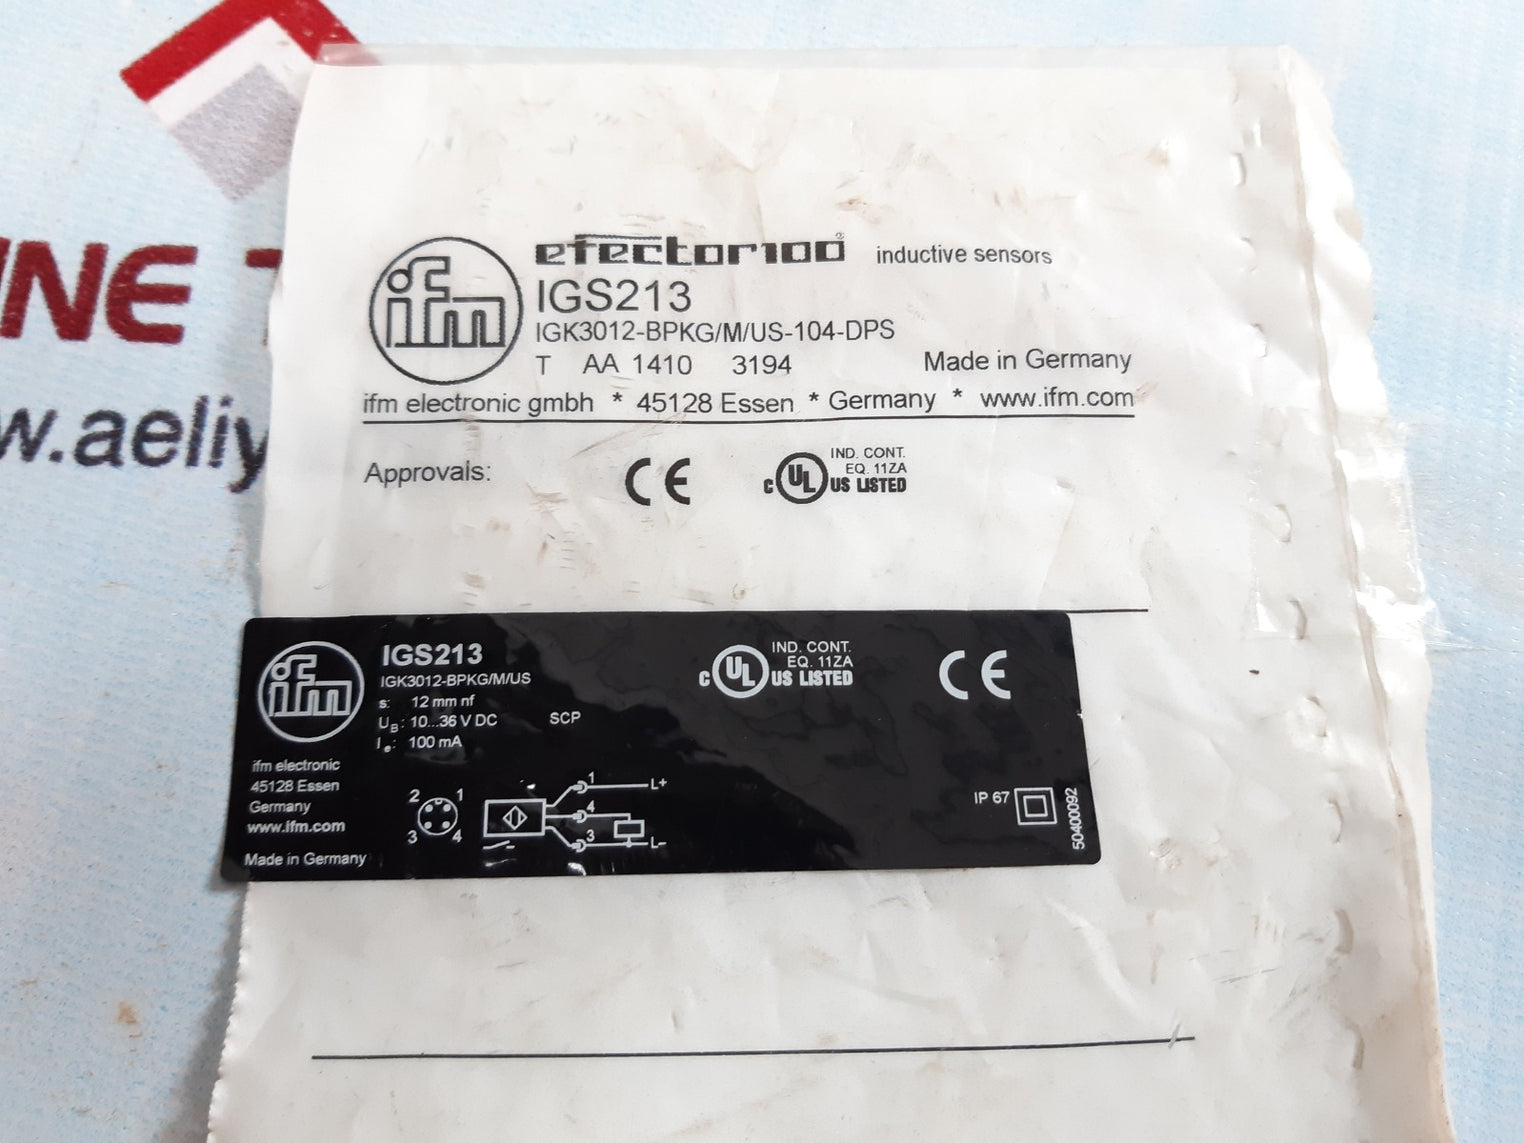 NE
www.aeliy
ifm
efector100® inductive sensors
IGS213
IGK3012-BPKG/M/US-104-DPS
T AA 1410 3194 Made in Germany
ifm electronic gmbh * 45128 Essen * Germany * www.ifm.com
Approvals: CE
IND. CONT.
EQ. 11ZA
c UL US LISTED
ifm
IGS213
IGK3012-BPKG/M/US
s: 12 mm nf
UB: 10...36 V DC SCP
Ie: 100 mA
IND. CONT.
EQ. 11ZA
c UL US LISTED
CE
ifm electronic
45128 Essen
Germany
www.ifm.com
Made in Germany
2 1
3 4
1 L+
4
3 L−
IP 67
50400092